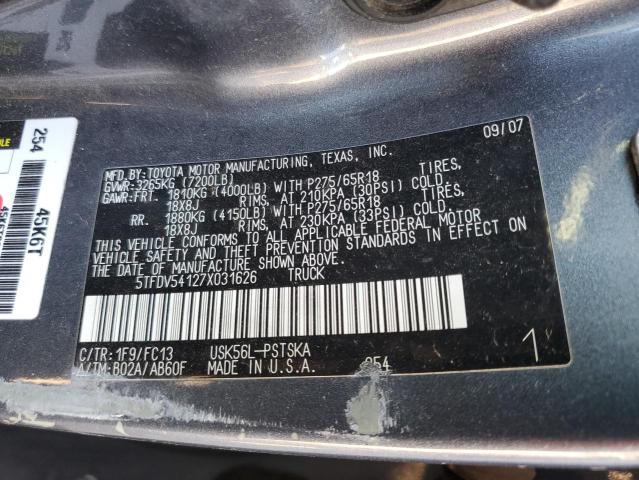 09/07
MFD.BY:TOYOTA MOTOR MANUFACTURING, TEXAS, INC.
GVWR:3265KG (7200LB)
GAWR:FRT. 1810KG (4000LB) WITH P275/65R18
18X8J RIMS, AT 210KPA (30PSI) COLD.
RR. 1880KG (4150LB) WITH P275/65R18
18X8J RIMS, AT 230KPA (33PSI) COLD.
THIS VEHICLE CONFORMS TO ALL APPLICABLE FEDERAL MOTOR
VEHICLE SAFETY AND THEFT PREVENTION STANDARDS IN EFFECT ON
THE DATE OF MANUFACTURE SHOWN ABOVE.
5TFDV54127X031626 TRUCK
C/TR:1F9/FC13 USK56L-PSTSKA
A/TM:B02A/AB60F MADE IN U.S.A. 254
1
254
45K6T